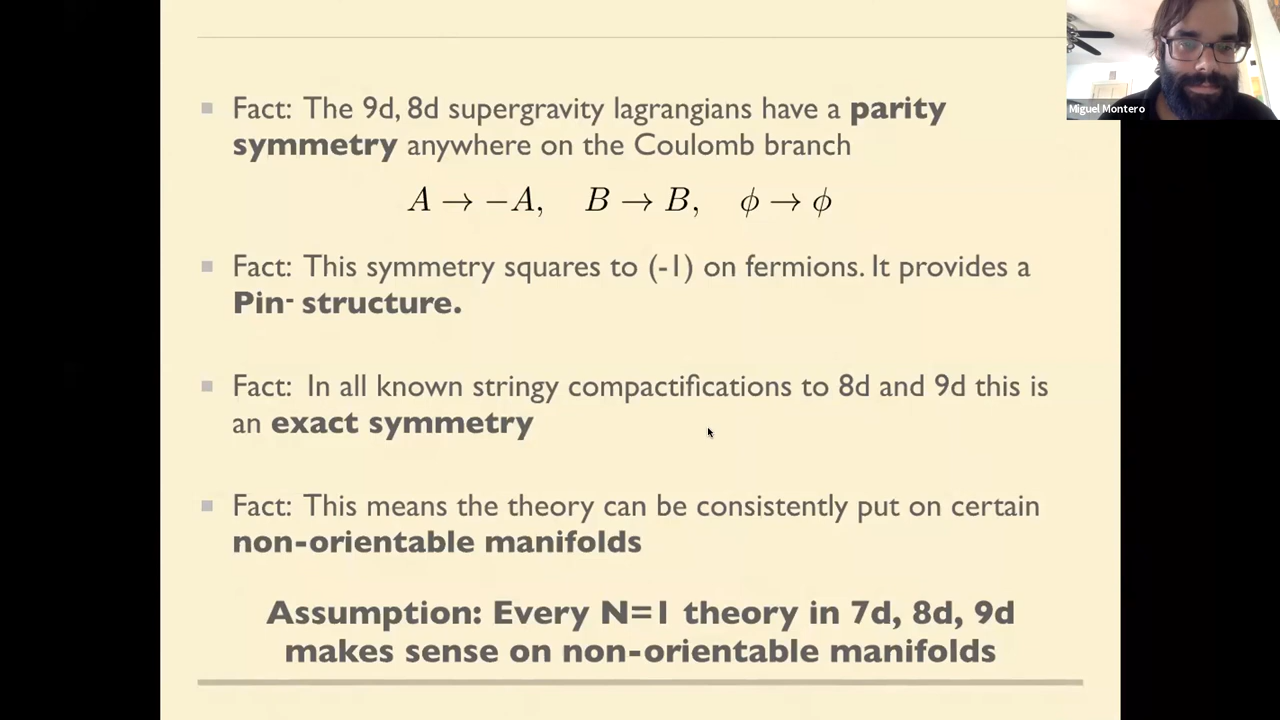 Fact: The 9d, 8d supergravity lagrangians have a parity
symmetry anywhere on the Coulomb branch
A → −A, B → B, ϕ → ϕ
Fact: This symmetry squares to (-1) on fermions. It provides a
Pin⁻ structure.
Fact: In all known stringy compactifications to 8d and 9d this is
an exact symmetry
Fact: This means the theory can be consistently put on certain
non-orientable manifolds
Assumption: Every N=1 theory in 7d, 8d, 9d
makes sense on non-orientable manifolds
Miguel Montero